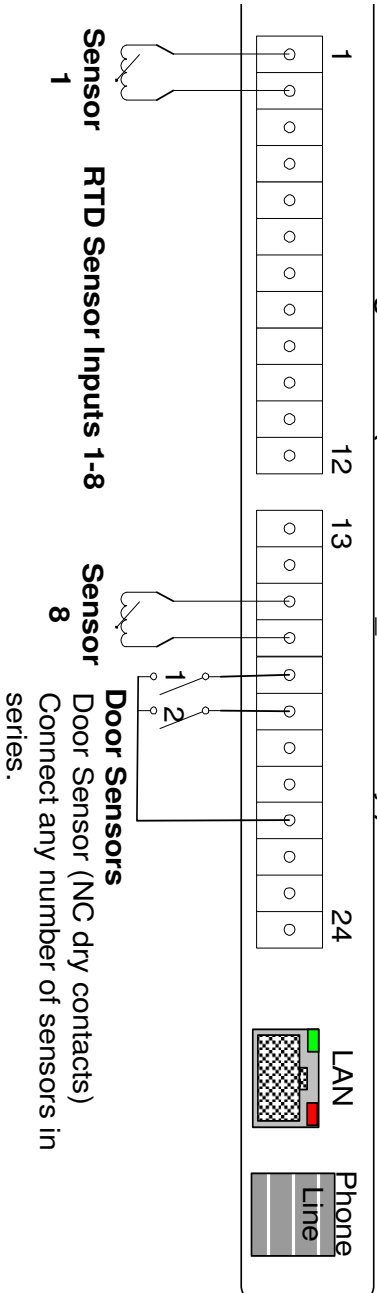 1
12
13
24
LAN
Phone
Line
Sensor
1
RTD Sensor Inputs 1-8
Sensor
8
1
2
Door Sensors
Door Sensor (NC dry contacts)
Connect any number of sensors in
series.